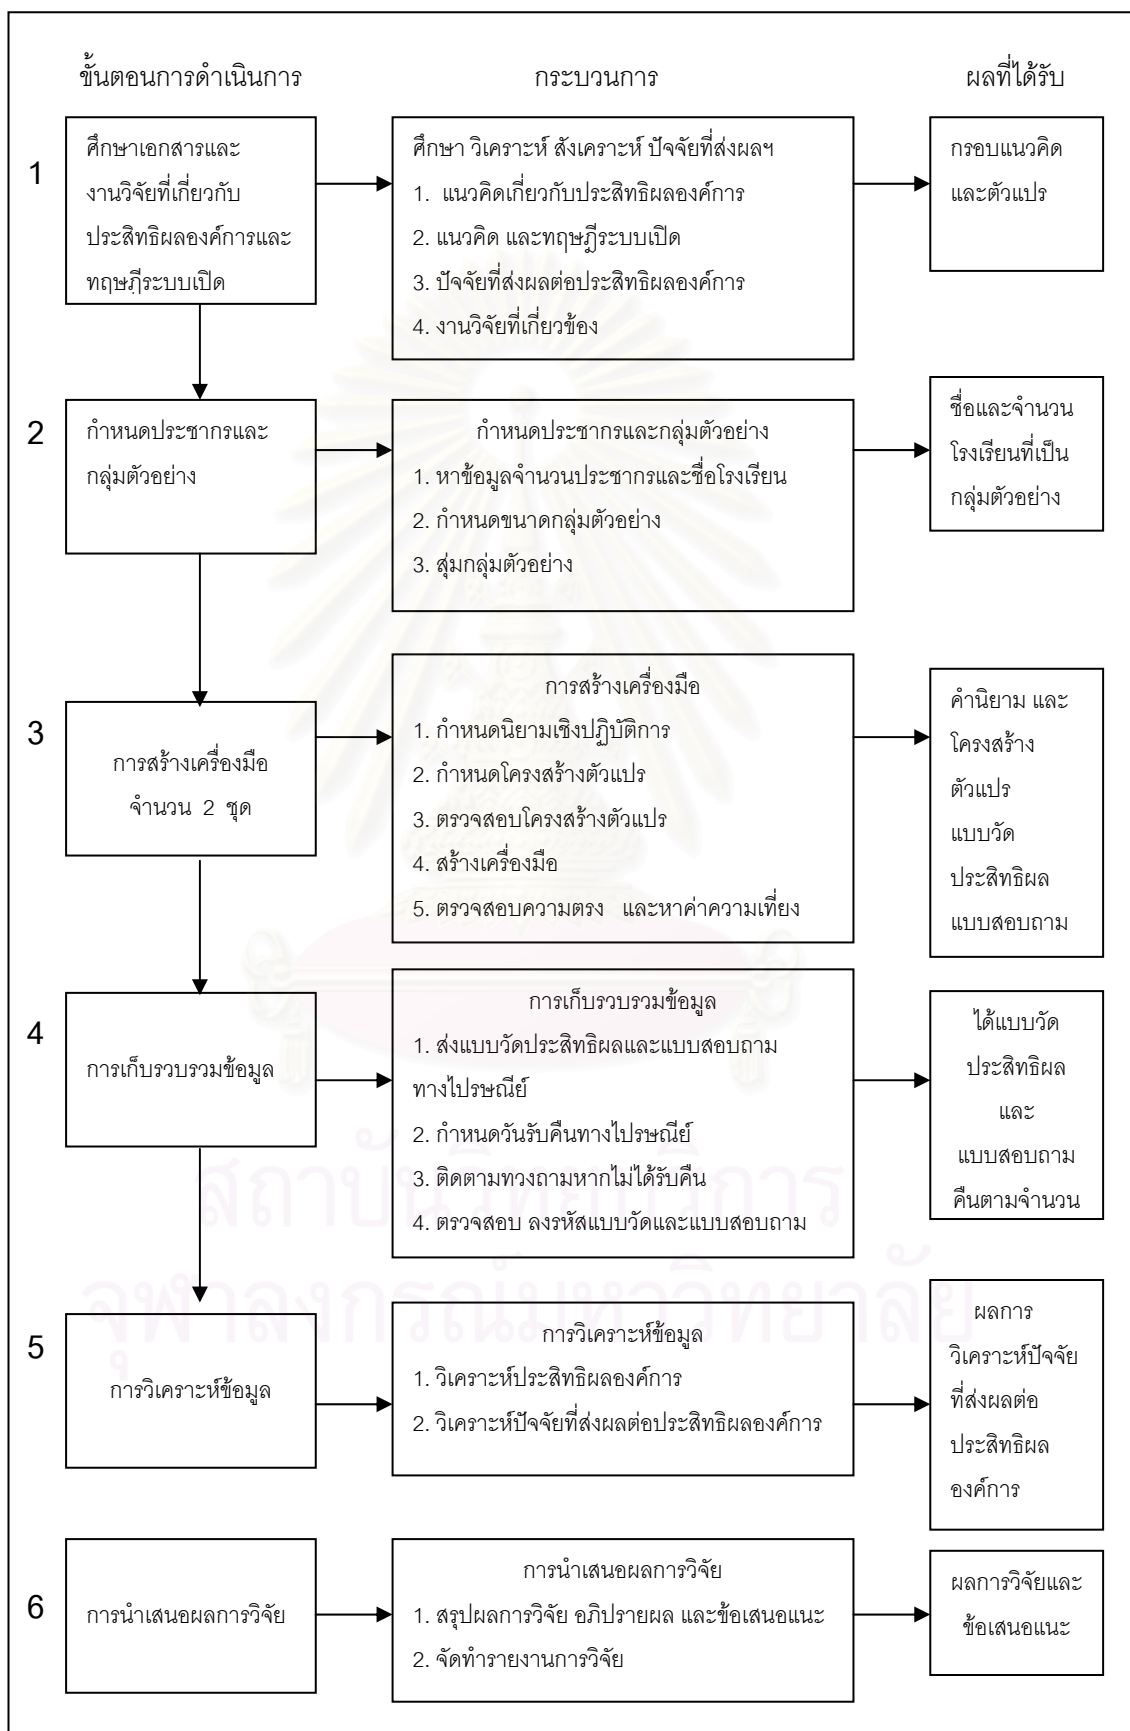 ขั้นตอนการดำเนินการ
กระบวนการ
ผลที่ได้รับ
1
ศึกษาเอกสารและ
งานวิจัยที่เกี่ยวกับ
ประสิทธิผลองค์การและ
ทฤษฎีระบบเปิด
ศึกษา วิเคราะห์ สังเคราะห์ ปัจจัยที่ส่งผลฯ
1. แนวคิดเกี่ยวกับประสิทธิผลองค์การ
2. แนวคิด และทฤษฎีระบบเปิด
3. ปัจจัยที่ส่งผลต่อประสิทธิผลองค์การ
4. งานวิจัยที่เกี่ยวข้อง
กรอบแนวคิด
และตัวแปร
2
กำหนดประชากรและ
กลุ่มตัวอย่าง
กำหนดประชากรและกลุ่มตัวอย่าง
1. หาข้อมูลจำนวนประชากรและชื่อโรงเรียน
2. กำหนดขนาดกลุ่มตัวอย่าง
3. สุ่มกลุ่มตัวอย่าง
ชื่อและจำนวน
โรงเรียนที่เป็น
กลุ่มตัวอย่าง
3
การสร้างเครื่องมือ
จำนวน 2 ชุด
การสร้างเครื่องมือ
1. กำหนดนิยามเชิงปฏิบัติการ
2. กำหนดโครงสร้างตัวแปร
3. ตรวจสอบโครงสร้างตัวแปร
4. สร้างเครื่องมือ
5. ตรวจสอบความตรง และหาค่าความเที่ยง
คำนิยาม และ
โครงสร้าง
ตัวแปร
แบบวัด
ประสิทธิผล
แบบสอบถาม
4
การเก็บรวบรวมข้อมูล
การเก็บรวบรวมข้อมูล
1. ส่งแบบวัดประสิทธิผลและแบบสอบถาม
ทางไปรษณีย์
2. กำหนดวันรับคืนทางไปรษณีย์
3. ติดตามทวงถามหากไม่ได้รับคืน
4. ตรวจสอบ ลงรหัสแบบวัดและแบบสอบถาม
ได้แบบวัด
ประสิทธิผล
และ
แบบสอบถาม
คืนตามจำนวน
สถาบันวิทยบริการ
จุฬาลงกรณ์มหาวิทยาลัย
5
การวิเคราะห์ข้อมูล
การวิเคราะห์ข้อมูล
1. วิเคราะห์ประสิทธิผลองค์การ
2. วิเคราะห์ปัจจัยที่ส่งผลต่อประสิทธิผลองค์การ
ผลการ
วิเคราะห์ปัจจัย
ที่ส่งผลต่อ
ประสิทธิผล
องค์การ
6
การนำเสนอผลการวิจัย
การนำเสนอผลการวิจัย
1. สรุปผลการวิจัย อภิปรายผล และข้อเสนอแนะ
2. จัดทำรายงานการวิจัย
ผลการวิจัยและ
ข้อเสนอแนะ